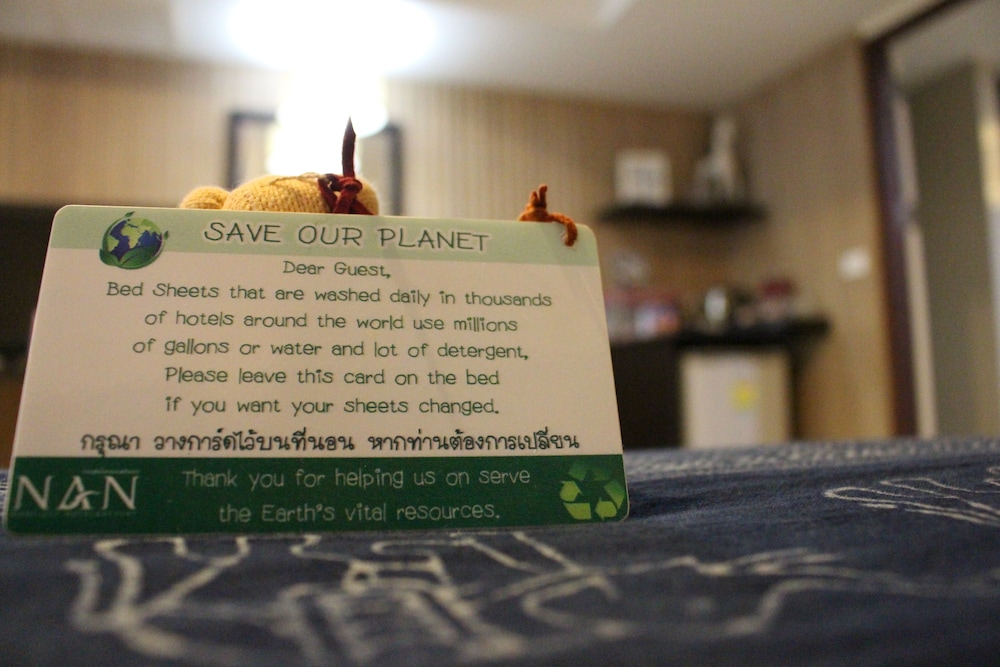 SAVE OUR PLANET
Dear Guest,
Bed Sheets that are washed daily in thousands
of hotels around the world use millions
of gallons or water and lot of detergent,
Please leave this card on the bed
if you want your sheets changed.
กรุณา วางการ์ดไว้บนที่นอน หากท่านต้องการเปลี่ยน
NAN
Thank you for helping us on serve
the Earth's vital resources.